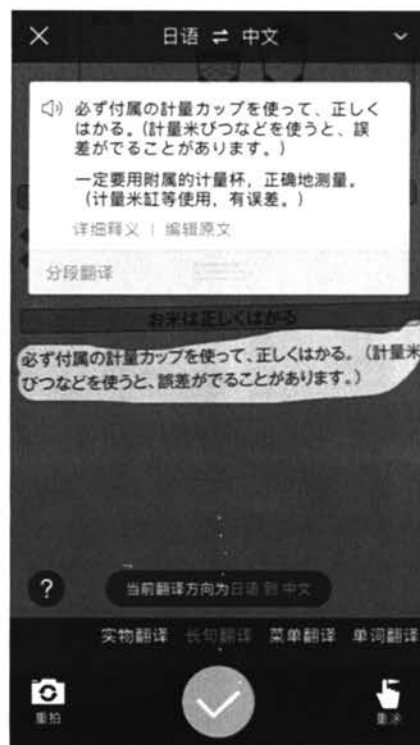 日语 ⇌ 中文
必ず付属の計量カップを使って、正しく
はかる。(計量米びつなどを使うと、誤
差がでることがあります。)
一定要用附属的计量杯，正确地测量。
（计量米缸等使用，有误差。）
详细释义 | 编辑原文
分段翻译
お米は正しくはかる
必ず付属の計量カップを使って、正しくはかる。(計量米
びつなどを使うと、誤差がでることがあります。)
?
当前翻译方向为日语 到 中文
实物翻译 长句翻译 菜单翻译 单词翻译
重拍